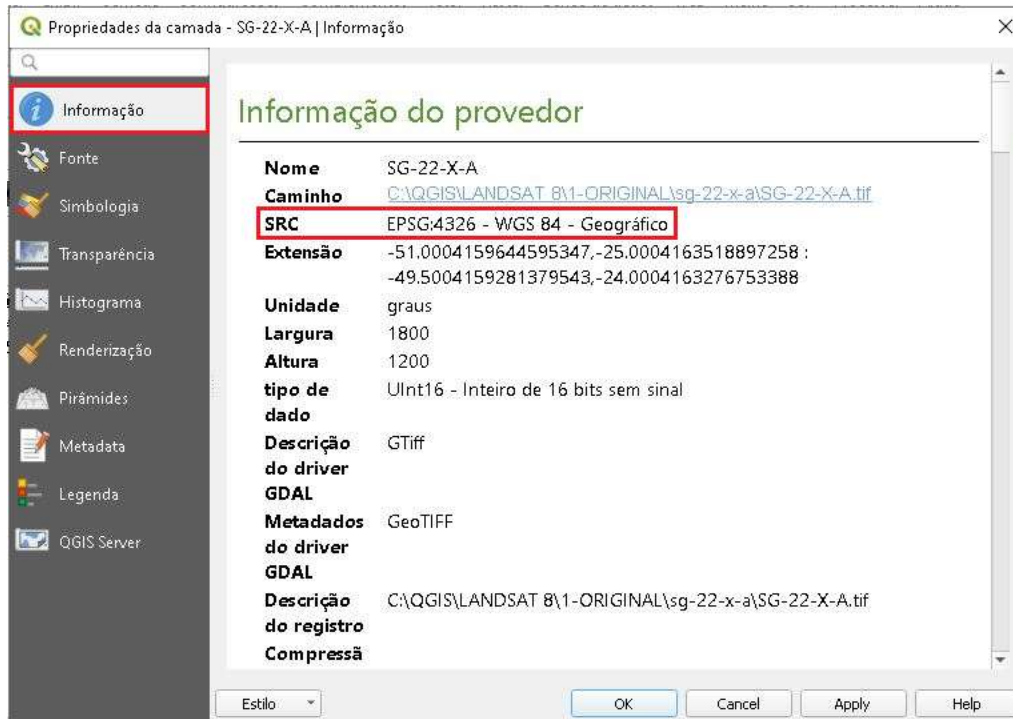 Propriedades da camada - SG-22-X-A | Informação
Informação
Fonte
Simbologia
Transparência
Histograma
Renderização
Pirâmides
Metadata
Legenda
QGIS Server
Informação do provedor
Nome SG-22-X-A
Caminho C:\QGIS\LANDSAT 8\1-ORIGINAL\sg-22-x-a\SG-22-X-A.tif
SRC EPSG:4326 - WGS 84 - Geográfico
Extensão -51.0004159644595347,-25.0004163518897258 :
-49.5004159281379543,-24.0004163276753388
Unidade graus
Largura 1800
Altura 1200
tipo de UInt16 - Inteiro de 16 bits sem sinal
dado
Descrição GTiff
do driver
GDAL
Metadados GeoTIFF
do driver
GDAL
Descrição C:\QGIS\LANDSAT 8\1-ORIGINAL\sg-22-x-a\SG-22-X-A.tif
do registro
Compressã
Estilo OK Cancel Apply Help